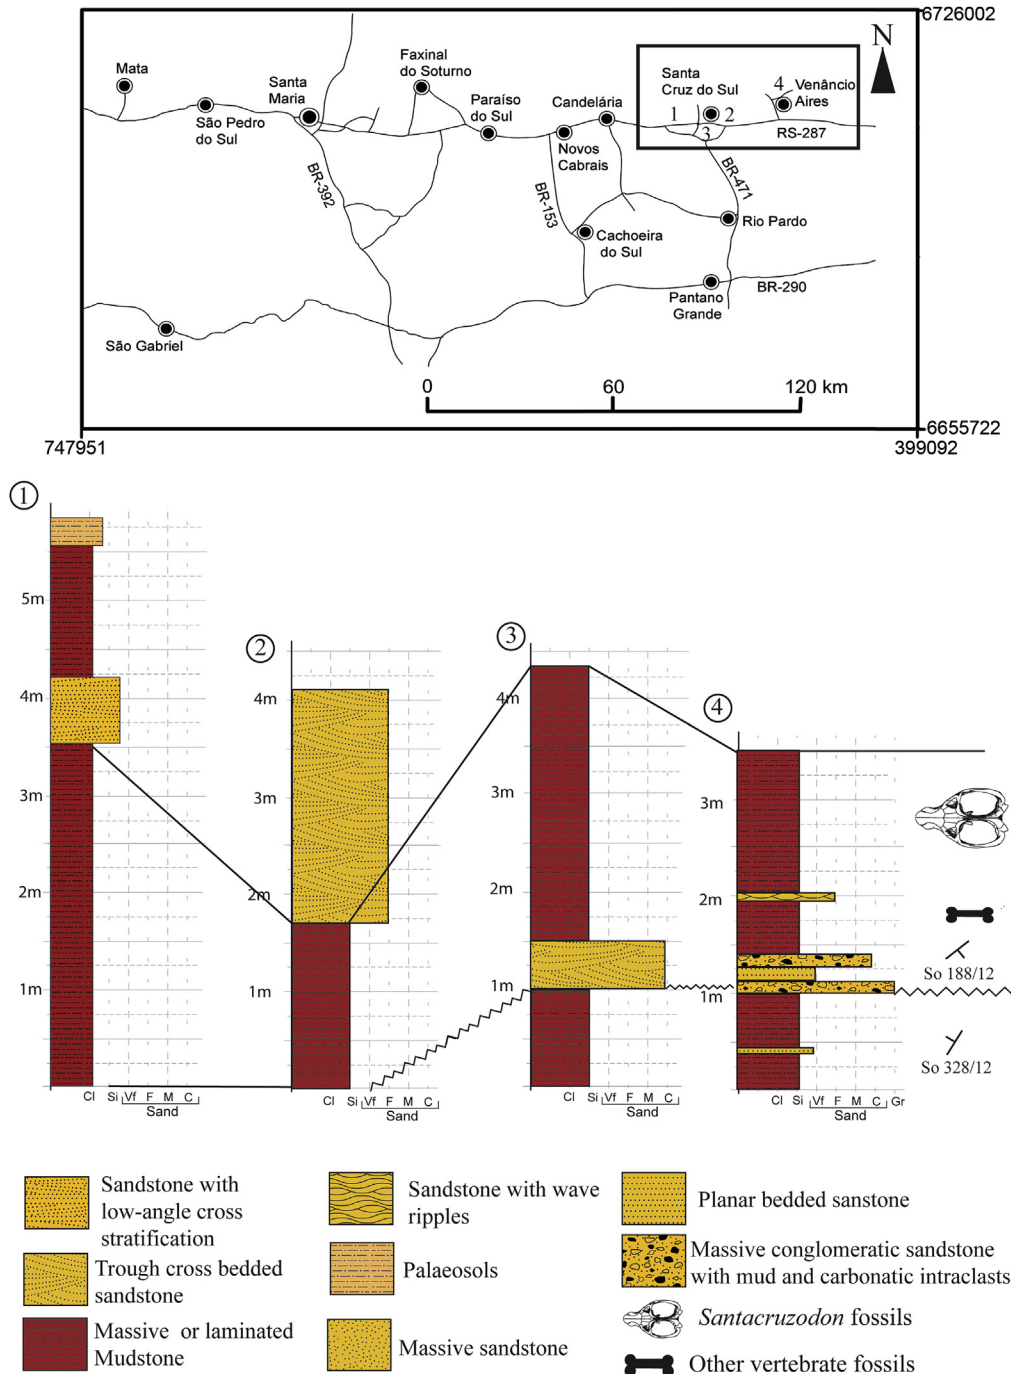 6726002
N
Mata
Faxinal
do Soturno
Santa
Maria
São Pedro
do Sul
Paraíso
do Sul
Candelária
Novos
Cabrais
Santa
Cruz do Sul
4
Venâncio
Aires
1
2
3
RS-287
BR-392
BR-153
BR-471
Cachoeira
do Sul
Rio Pardo
BR-290
Pantano
Grande
São Gabriel
0
60
120 km
6655722
747951
399092
1
5m
4m
3m
2m
1m
Cl Si Vf F M C
Sand
2
4m
3m
2m
1m
Cl Si Vf F M C
Sand
3
4m
3m
2m
1m
Cl Si Vf F M C
Sand
4
3m
2m
1m
Cl Si Vf F M C Gr
Sand
So 188/12
So 328/12
Sandstone with
low-angle cross
stratification
Trough cross bedded
sandstone
Massive or laminated
Mudstone
Sandstone with wave
ripples
Palaeosols
Massive sandstone
Planar bedded sanstone
Massive conglomeratic sandstone
with mud and carbonatic intraclasts
Santacruzodon fossils
Other vertebrate fossils